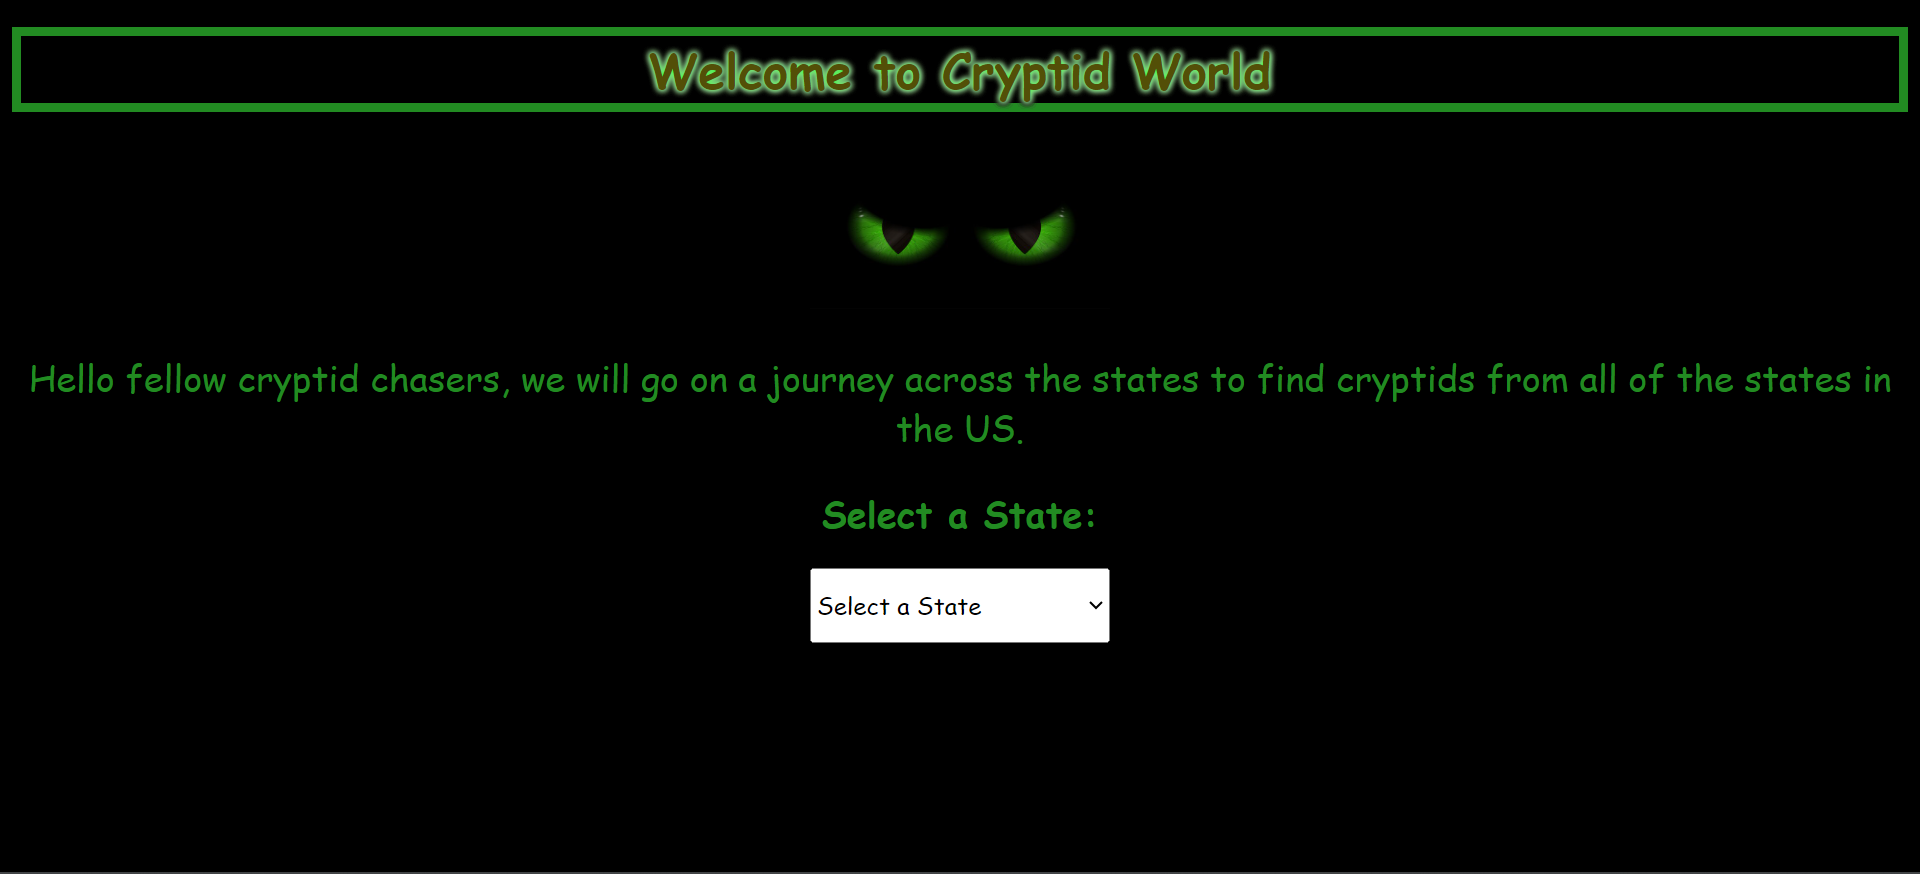 Welcome to Cryptid World
Hello fellow cryptid chasers, we will go on a journey across the states to find cryptids from all of the states in
the US.
Select a State:
Select a State